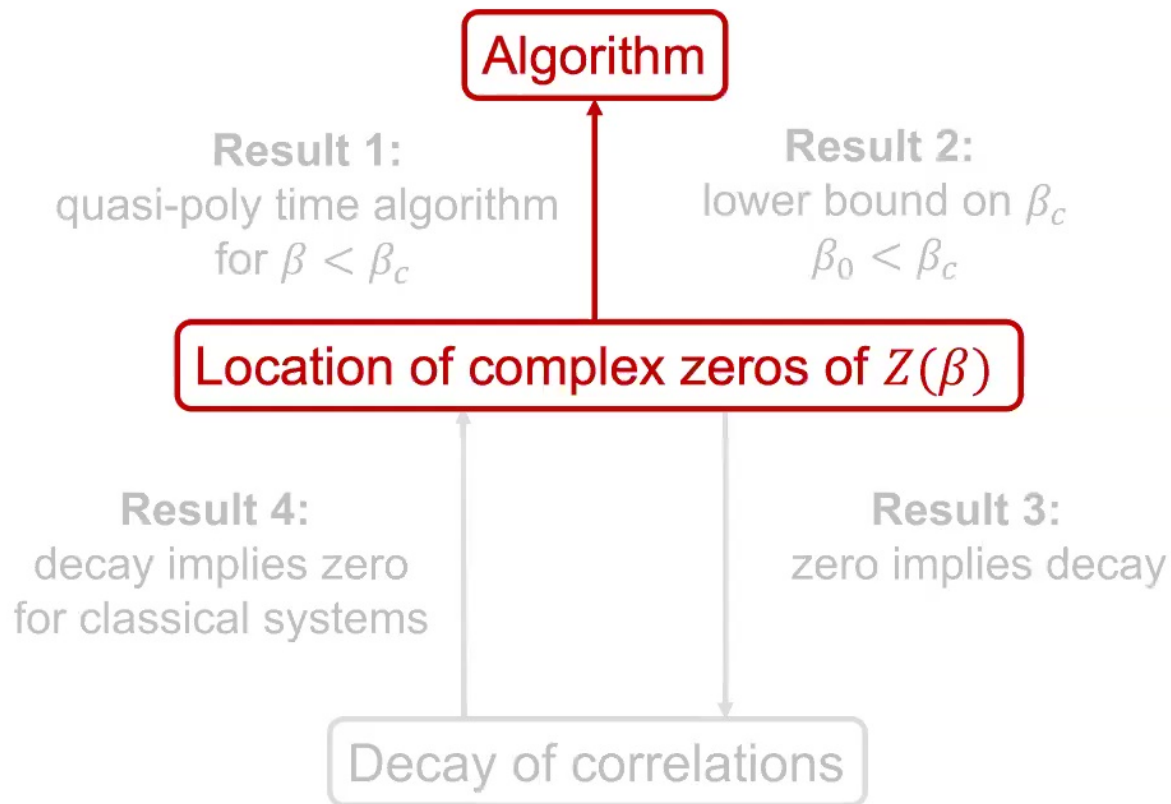 Algorithm
Result 1:
quasi-poly time algorithm
for β < β_c
Result 2:
lower bound on β_c
β_0 < β_c
Location of complex zeros of Z(β)
Result 4:
decay implies zero
for classical systems
Result 3:
zero implies decay
Decay of correlations